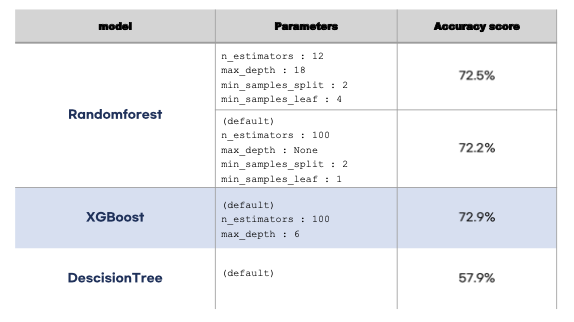 model Parameters Accuracy score
Randomforest
n_estimators : 12
max_depth : 18
min_samples_split : 2
min_samples_leaf : 4
72.5%
(default)
n_estimators : 100
max_depth : None
min_samples_split : 2
min_samples_leaf : 1
72.2%
XGBoost
(default)
n_estimators : 100
max_depth : 6
72.9%
DescisionTree
(default)
57.9%